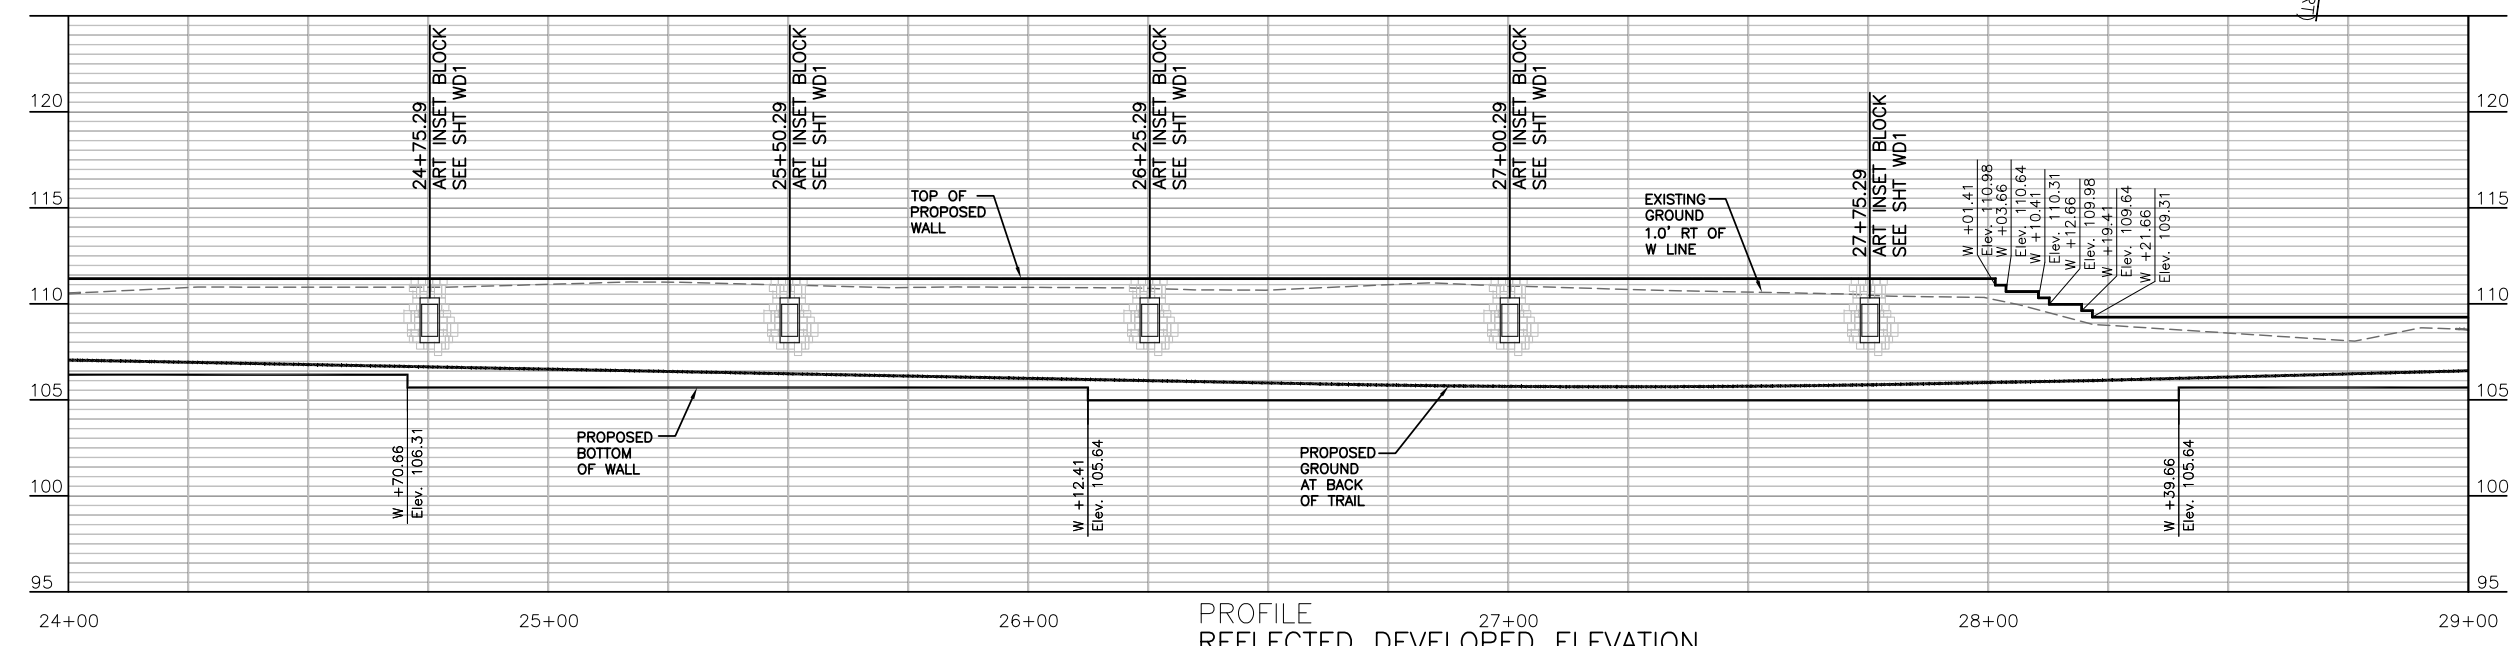 RT)
24+75.29
ART INSET BLOCK
SEE SHT WD1
25+50.29
ART INSET BLOCK
SEE SHT WD1
26+25.29
ART INSET BLOCK
SEE SHT WD1
27+00.29
ART INSET BLOCK
SEE SHT WD1
27+75.29
ART INSET BLOCK
SEE SHT WD1
120
115
110
105
100
95
TOP OF
PROPOSED
WALL
EXISTING
GROUND
1.0' RT OF
W LINE
W +01.41
Elev. 110.98
W +03.66
Elev. 110.64
W +10.41
Elev. 110.31
W +12.66
Elev. 109.98
W +19.41
Elev. 109.64
W +21.66
Elev. 109.31
120
115
110
105
100
95
W +70.66
Elev. 106.31
PROPOSED
BOTTOM
OF WALL
W +12.41
Elev. 105.64
PROPOSED
GROUND
AT BACK
OF TRAIL
W +39.66
Elev. 105.64
24+00
25+00
26+00
27+00
28+00
29+00
PROFILE
REFLECTED DEVELOPED ELEVATION